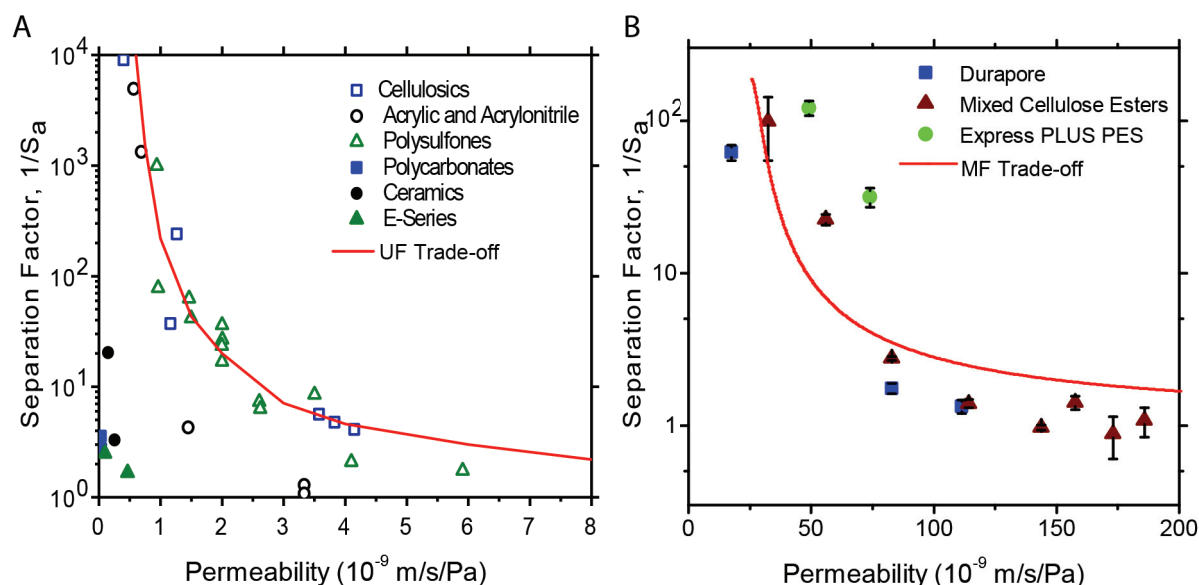 A
Separation Factor, 1/Sa
10^4
10^3
10^2
10^1
10^0
Cellulosics
Acrylic and Acrylonitrile
Polysulfones
Polycarbonates
Ceramics
E-Series
UF Trade-off
0 1 2 3 4 5 6 7 8
Permeability (10^-9 m/s/Pa)
B
Separation Factor, 1/Sa
10^2
10
1
Durapore
Mixed Cellulose Esters
Express PLUS PES
MF Trade-off
0 50 100 150 200
Permeability (10^-9 m/s/Pa)